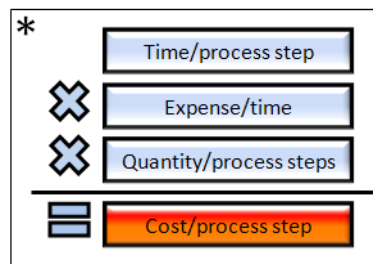 *
Time/process step
Expense/time
Quantity/process steps
Cost/process step